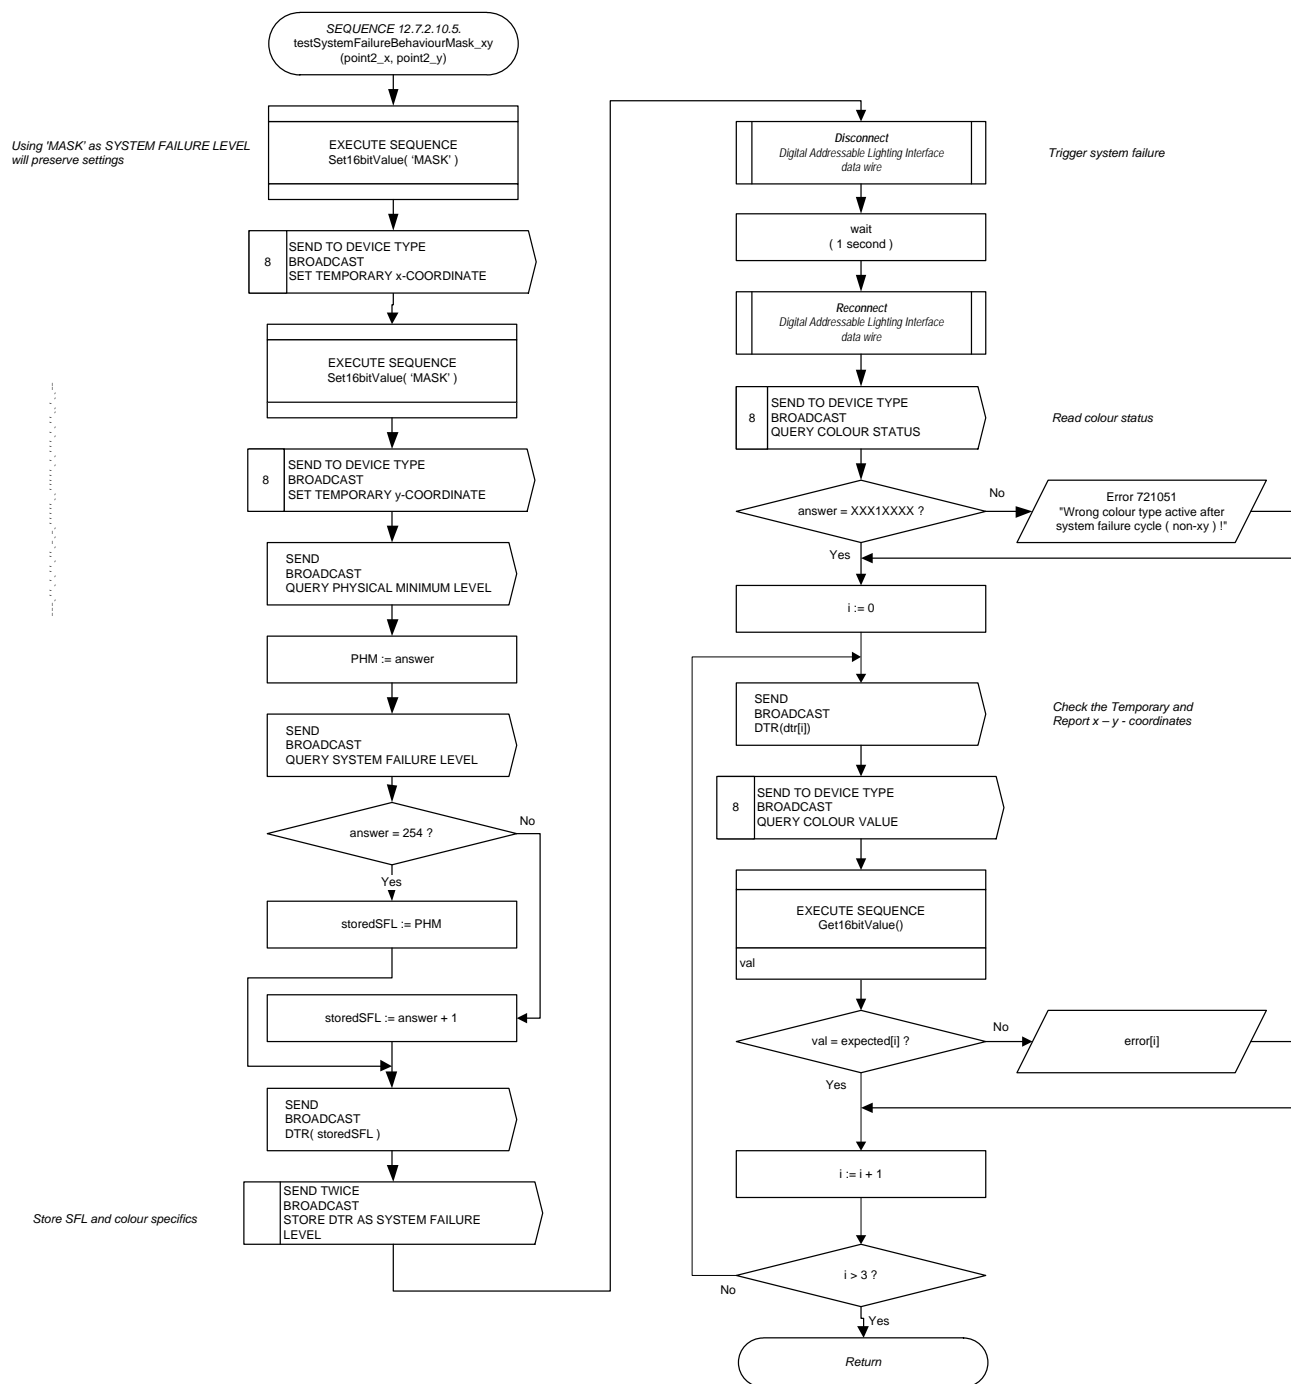 SEQUENCE 12.7.2.10.5.
testSystemFailureBehaviourMask_xy
(point2_x, point2_y)
Using 'MASK' as SYSTEM FAILURE LEVEL
will preserve settings
EXECUTE SEQUENCE
Set16bitValue( ‘MASK’ )
8
SEND TO DEVICE TYPE
BROADCAST
SET TEMPORARY x-COORDINATE
EXECUTE SEQUENCE
Set16bitValue( ‘MASK’ )
8
SEND TO DEVICE TYPE
BROADCAST
SET TEMPORARY y-COORDINATE
SEND
BROADCAST
QUERY PHYSICAL MINIMUM LEVEL
PHM := answer
SEND
BROADCAST
QUERY SYSTEM FAILURE LEVEL
answer = 254 ?
No
Yes
storedSFL := PHM
storedSFL := answer + 1
SEND
BROADCAST
DTR( storedSFL )
Store SFL and colour specifics
SEND TWICE
BROADCAST
STORE DTR AS SYSTEM FAILURE
LEVEL
Disconnect
Digital Addressable Lighting Interface
data wire
Trigger system failure
wait
( 1 second )
Reconnect
Digital Addressable Lighting Interface
data wire
8
SEND TO DEVICE TYPE
BROADCAST
QUERY COLOUR STATUS
Read colour status
answer = XXX1XXXX ?
No
Error 721051
"Wrong colour type active after
system failure cycle ( non-xy ) !"
Yes
i := 0
SEND
BROADCAST
DTR(dtr[i])
Check the Temporary and
Report x – y - coordinates
8
SEND TO DEVICE TYPE
BROADCAST
QUERY COLOUR VALUE
EXECUTE SEQUENCE
Get16bitValue()
val
val = expected[i] ?
No
error[i]
Yes
i := i + 1
i > 3 ?
No
Yes
Return